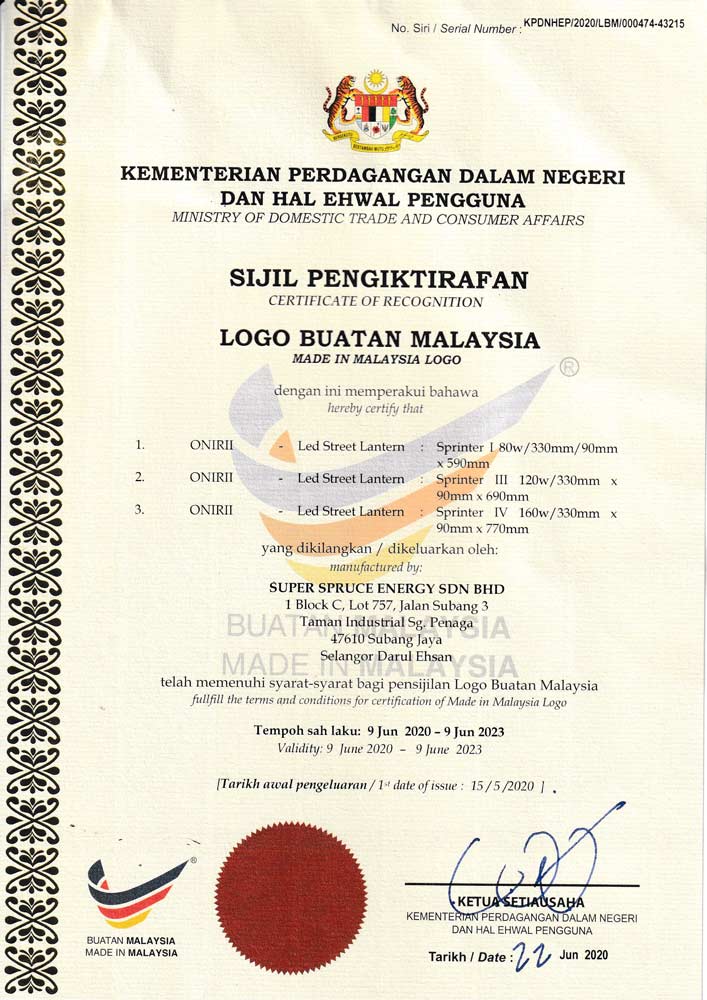 No. Siri / Serial Number : KPDNHEP/2020/LBM/000474-43215
KEMENTERIAN PERDAGANGAN DALAM NEGERI
DAN HAL EHWAL PENGGUNA
MINISTRY OF DOMESTIC TRADE AND CONSUMER AFFAIRS
SIJIL PENGIKTIRAFAN
CERTIFICATE OF RECOGNITION
LOGO BUATAN MALAYSIA
MADE IN MALAYSIA LOGO
®
dengan ini memperakui bahawa
hereby certify that
1. ONIRII - Led Street Lantern : Sprinter I 80w/330mm/90mm
x 590mm
2. ONIRII - Led Street Lantern : Sprinter III 120w/330mm x
90mm x 690mm
3. ONIRII - Led Street Lantern : Sprinter IV 160w/330mm x
90mm x 770mm
yang dikilangkan / dikeluarkan oleh:
manufactured by:
SUPER SPRUCE ENERGY SDN BHD
1 Block C, Lot 757, Jalan Subang 3
Taman Industrial Sg. Penaga
47610 Subang Jaya
Selangor Darul Ehsan
BUATAN MALAYSIA
MADE IN MALAYSIA
telah memenuhi syarat-syarat bagi pensijilan Logo Buatan Malaysia
fullfill the terms and conditions for certification of Made in Malaysia Logo
Tempoh sah laku: 9 Jun 2020 – 9 Jun 2023
Validity: 9 June 2020 – 9 June 2023
[Tarikh awal pengeluaran / 1st date of issue : 15/5/2020 ] .
®
BUATAN MALAYSIA
MADE IN MALAYSIA
KETUA SETIAUSAHA
KEMENTERIAN PERDAGANGAN DALAM NEGERI
DAN HAL EHWAL PENGGUNA
Tarikh / Date : 22 Jun 2020